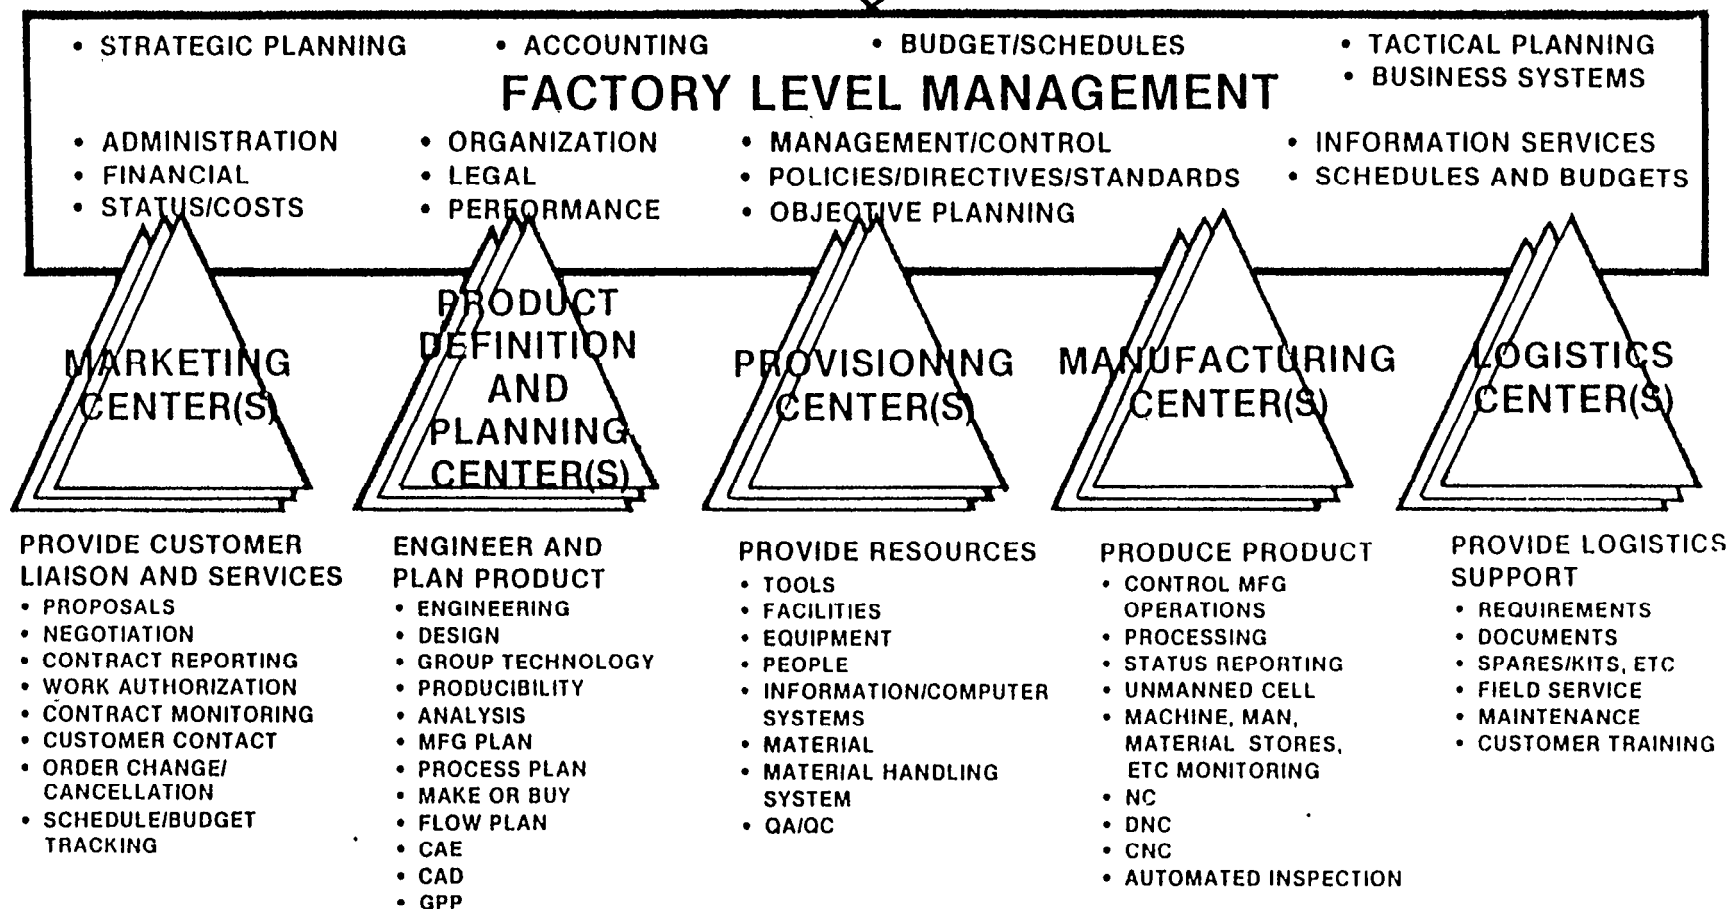 • STRATEGIC PLANNING • ACCOUNTING • BUDGET/SCHEDULES • TACTICAL PLANNING
• BUSINESS SYSTEMS
FACTORY LEVEL MANAGEMENT
• ADMINISTRATION • ORGANIZATION • MANAGEMENT/CONTROL • INFORMATION SERVICES
• FINANCIAL • LEGAL • POLICIES/DIRECTIVES/STANDARDS • SCHEDULES AND BUDGETS
• STATUS/COSTS • PERFORMANCE • OBJECTIVE PLANNING
MARKETING
CENTER(S)
PRODUCT
DEFINITION
AND
PLANNING
CENTER(S)
PROVISIONING
CENTER(S)
MANUFACTURING
CENTER(S)
LOGISTICS
CENTER(S)
PROVIDE CUSTOMER
LIAISON AND SERVICES
• PROPOSALS
• NEGOTIATION
• CONTRACT REPORTING
• WORK AUTHORIZATION
• CONTRACT MONITORING
• CUSTOMER CONTACT
• ORDER CHANGE/
CANCELLATION
• SCHEDULE/BUDGET
TRACKING
ENGINEER AND
PLAN PRODUCT
• ENGINEERING
• DESIGN
• GROUP TECHNOLOGY
• PRODUCIBILITY
• ANALYSIS
• MFG PLAN
• PROCESS PLAN
• MAKE OR BUY
• FLOW PLAN
• CAE
• CAD
• GPP
PROVIDE RESOURCES
• TOOLS
• FACILITIES
• EQUIPMENT
• PEOPLE
• INFORMATION/COMPUTER
SYSTEMS
• MATERIAL
• MATERIAL HANDLING
SYSTEM
• QA/QC
PRODUCE PRODUCT
• CONTROL MFG
OPERATIONS
• PROCESSING
• STATUS REPORTING
• UNMANNED CELL
• MACHINE, MAN,
MATERIAL STORES,
ETC MONITORING
• NC
• DNC
• CNC
• AUTOMATED INSPECTION
PROVIDE LOGISTICS
SUPPORT
• REQUIREMENTS
• DOCUMENTS
• SPARES/KITS, ETC
• FIELD SERVICE
• MAINTENANCE
• CUSTOMER TRAINING